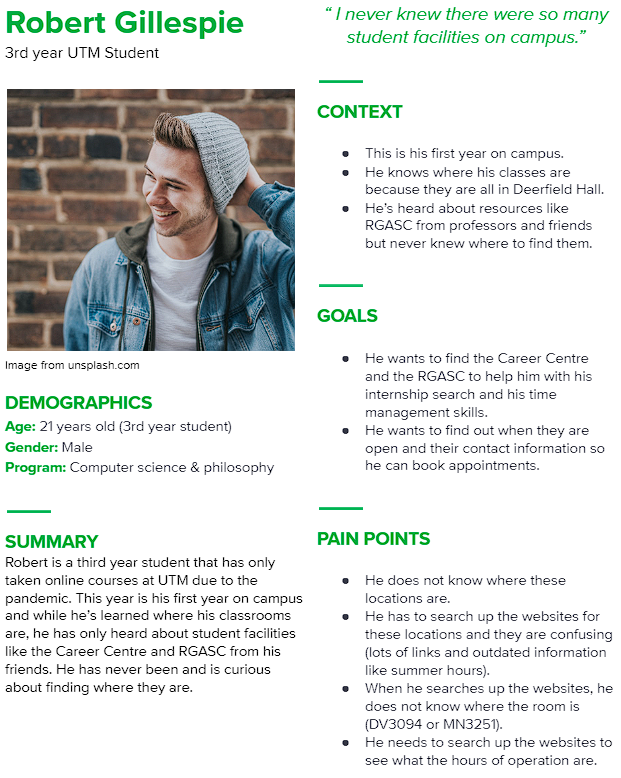 Robert Gillespie
3rd year UTM Student
Image from unsplash.com
DEMOGRAPHICS
Age: 21 years old (3rd year student)
Gender: Male
Program: Computer science & philosophy
SUMMARY
Robert is a third year student that has only
taken online courses at UTM due to the
pandemic. This year is his first year on campus
and while he’s learned where his classrooms
are, he has only heard about student facilities
like the Career Centre and RGASC from his
friends. He has never been and is curious
about finding where they are.
“ I never knew there were so many
student facilities on campus.”
CONTEXT
● This is his first year on campus.
● He knows where his classes are
because they are all in Deerfield Hall.
● He’s heard about resources like
RGASC from professors and friends
but never knew where to find them.
GOALS
● He wants to find the Career Centre
and the RGASC to help him with his
internship search and his time
management skills.
● He wants to find out when they are
open and their contact information so
he can book appointments.
PAIN POINTS
● He does not know where these
locations are.
● He has to search up the websites for
these locations and they are confusing
(lots of links and outdated information
like summer hours).
● When he searches up the websites, he
does not know where the room is
(DV3094 or MN3251).
● He needs to search up the websites to
see what the hours of operation are.